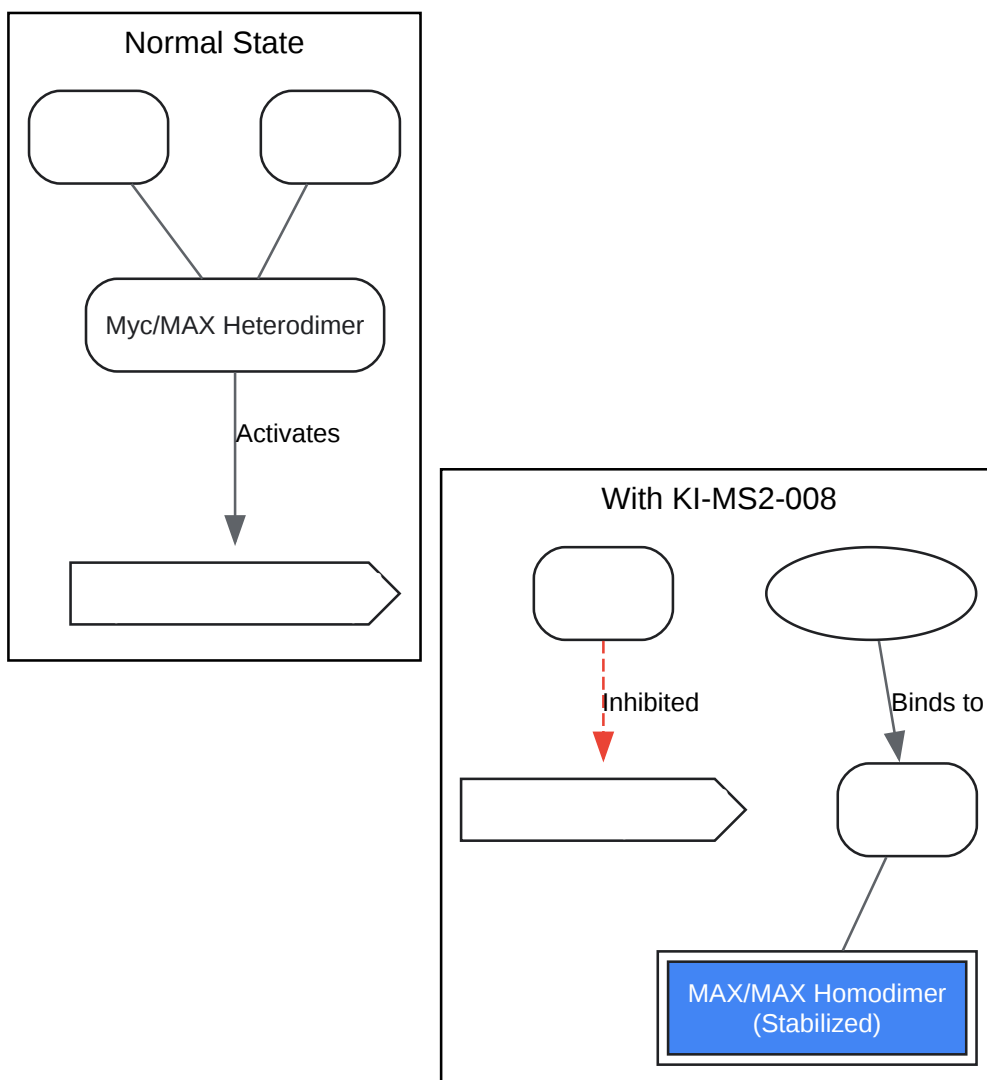 Normal State
Myc/MAX Heterodimer
Activates
With KI-MS2-008
Inhibited
Binds to
MAX/MAX Homodimer
(Stabilized)